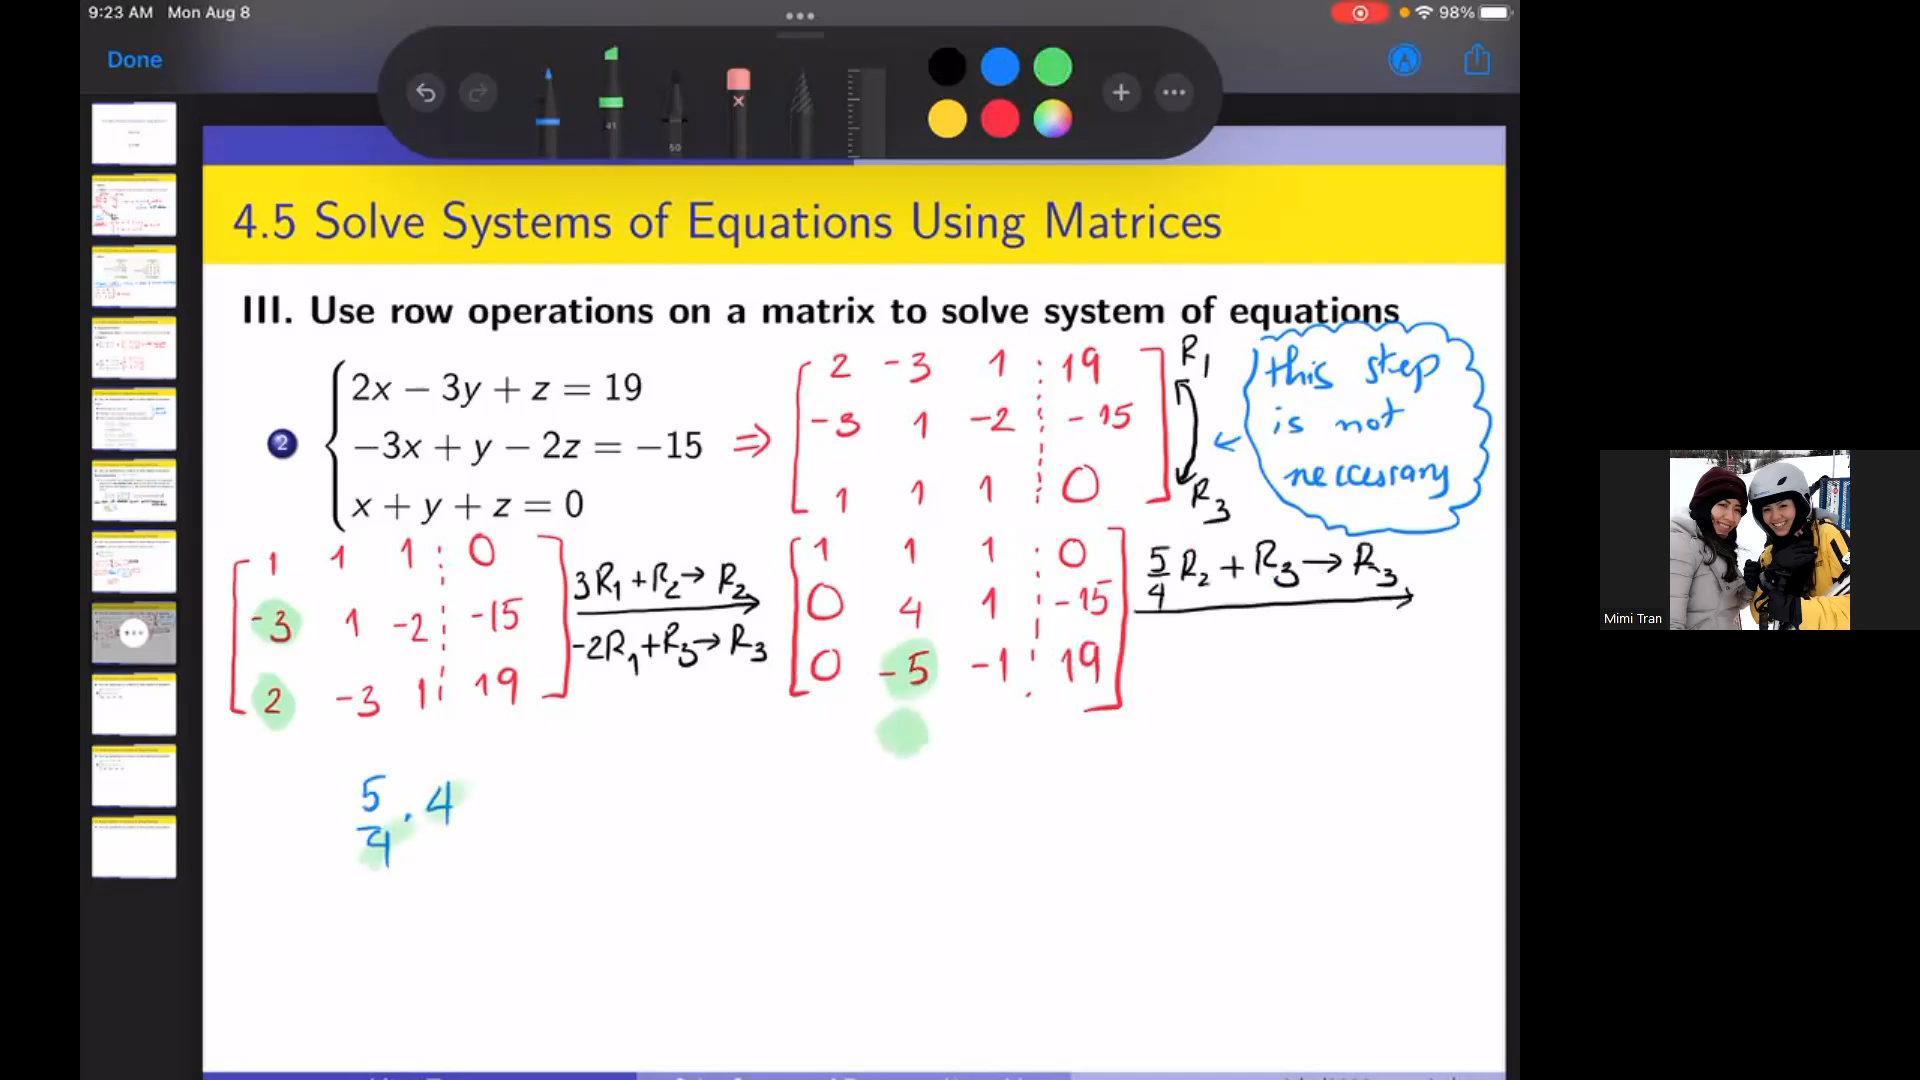 9:23 AM Mon Aug 8
98%
Done
41
50
4.5 Solve Systems of Equations Using Matrices
III. Use row operations on a matrix to solve system of equations
2
2x − 3y + z = 19
−3x + y − 2z = −15
x + y + z = 0
⇒
2 -3 1 19
-3 1 -2 -15
1 1 1 0
R₁
R₃
this step
is not
neccesrary
1 1 1 0
-3 1 -2 -15
2 -3 1 19
3R₁ + R₂ → R₂
-2R₁ + R₃ → R₃
1 1 1 0
0 4 1 -15
0 -5 -1 19
5/4 R₂ + R₃ → R₃
5/4 · 4
Mimi Tran